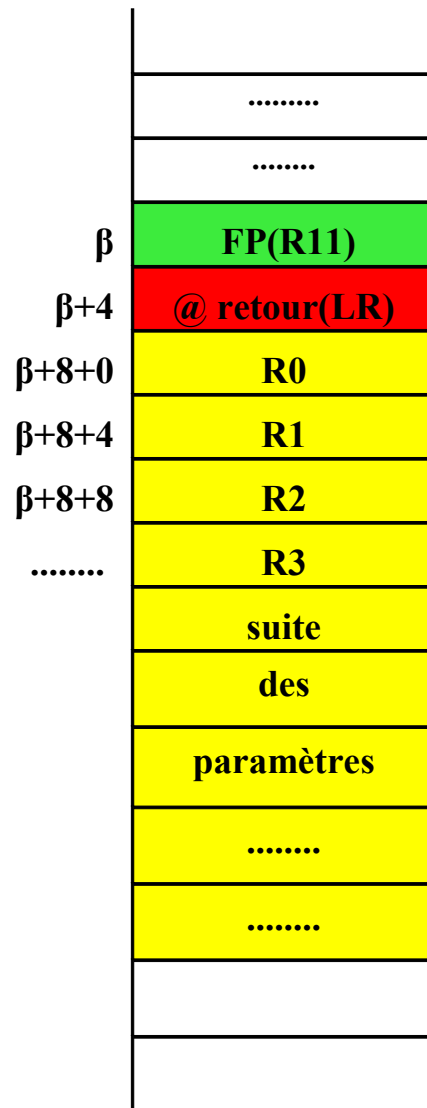 .........
........
β FP(R11)
β+4 @ retour(LR)
β+8+0 R0
β+8+4 R1
β+8+8 R2
........ R3
suite
des
paramètres
........
........